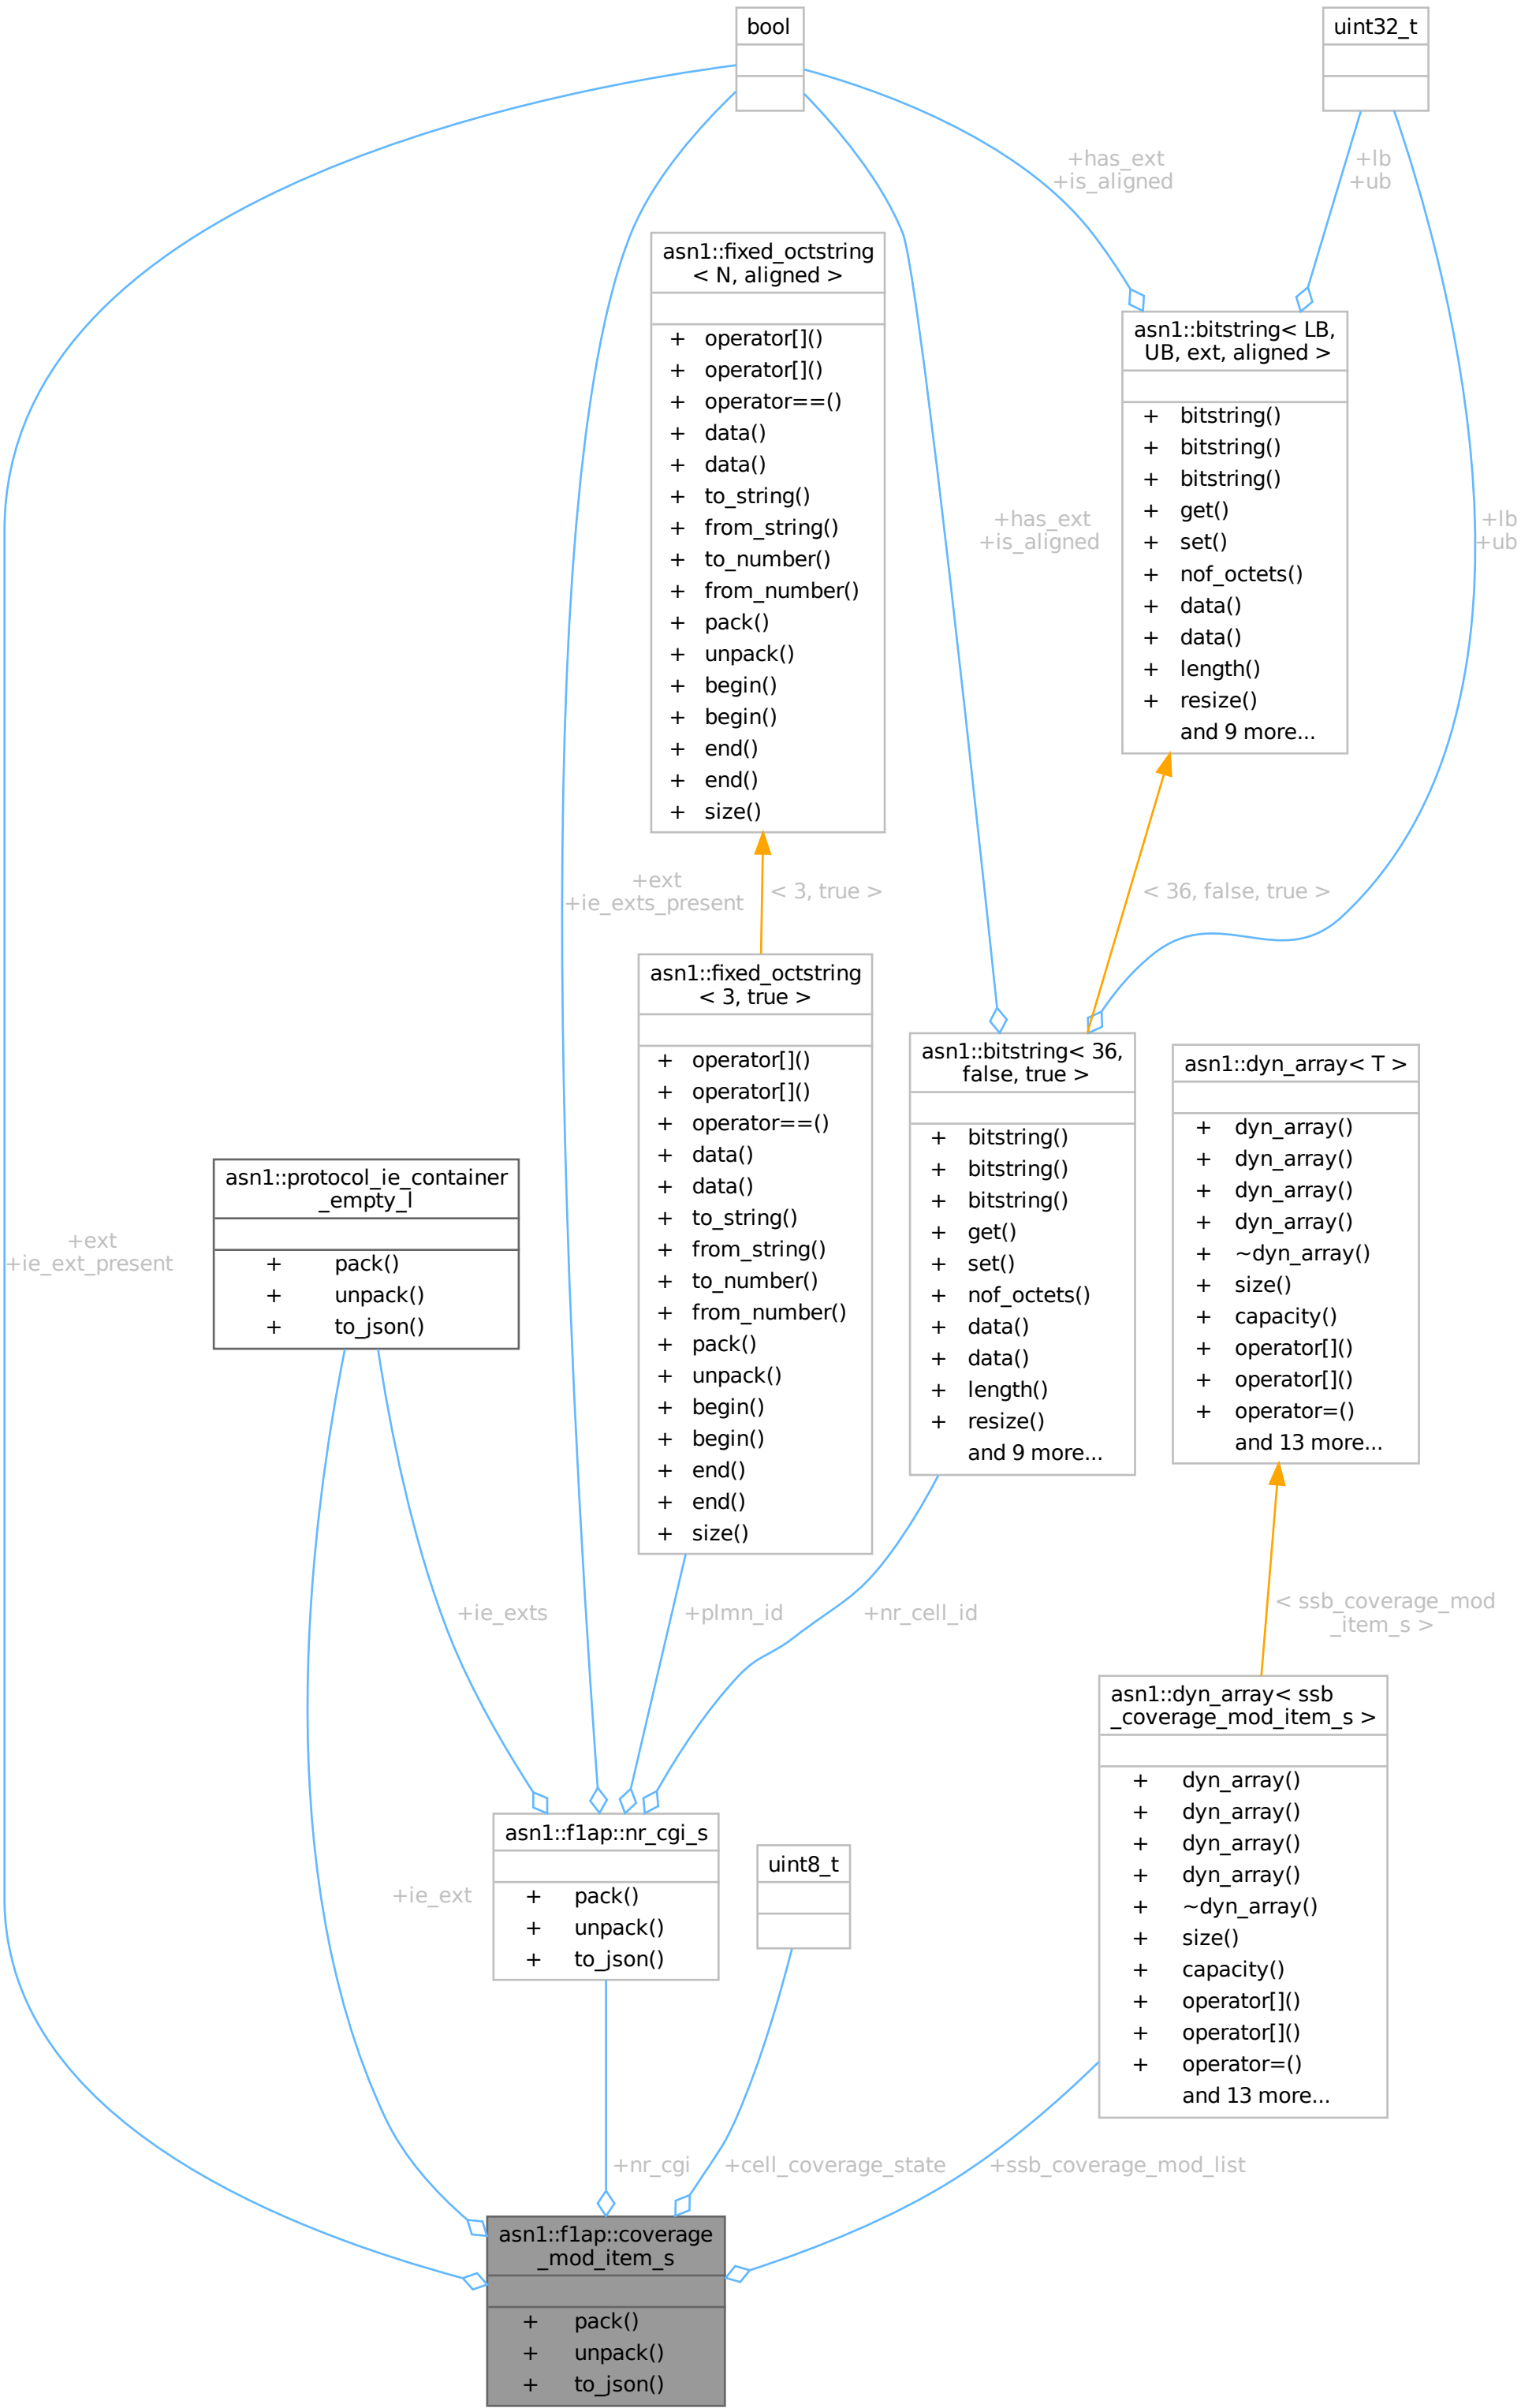 bool
uint32_t
+has_ext
+is_aligned
+lb
+ub
asn1::fixed_octstring
< N, aligned >
+ operator[]()
+ operator[]()
+ operator==()
+ data()
+ data()
+ to_string()
+ from_string()
+ to_number()
+ from_number()
+ pack()
+ unpack()
+ begin()
+ begin()
+ end()
+ end()
+ size()
asn1::bitstring< LB,
UB, ext, aligned >
+ bitstring()
+ bitstring()
+ bitstring()
+ get()
+ set()
+ nof_octets()
+ data()
+ data()
+ length()
+ resize()
and 9 more...
+has_ext
+is_aligned
+lb
+ub
+ext
+ie_exts_present
< 3, true >
< 36, false, true >
asn1::fixed_octstring
< 3, true >
+ operator[]()
+ operator[]()
+ operator==()
+ data()
+ data()
+ to_string()
+ from_string()
+ to_number()
+ from_number()
+ pack()
+ unpack()
+ begin()
+ begin()
+ end()
+ end()
+ size()
asn1::bitstring< 36,
false, true >
+ bitstring()
+ bitstring()
+ bitstring()
+ get()
+ set()
+ nof_octets()
+ data()
+ data()
+ length()
+ resize()
and 9 more...
asn1::dyn_array< T >
+ dyn_array()
+ dyn_array()
+ dyn_array()
+ dyn_array()
+ ~dyn_array()
+ size()
+ capacity()
+ operator[]()
+ operator[]()
+ operator=()
and 13 more...
asn1::protocol_ie_container
_empty_l
+ pack()
+ unpack()
+ to_json()
+ext
+ie_ext_present
+ie_exts
+plmn_id
+nr_cell_id
< ssb_coverage_mod
_item_s >
asn1::dyn_array< ssb
_coverage_mod_item_s >
+ dyn_array()
+ dyn_array()
+ dyn_array()
+ dyn_array()
+ ~dyn_array()
+ size()
+ capacity()
+ operator[]()
+ operator[]()
+ operator=()
and 13 more...
asn1::f1ap::nr_cgi_s
+ pack()
+ unpack()
+ to_json()
uint8_t
+ie_ext
+nr_cgi
+cell_coverage_state
+ssb_coverage_mod_list
asn1::f1ap::coverage
_mod_item_s
+ pack()
+ unpack()
+ to_json()